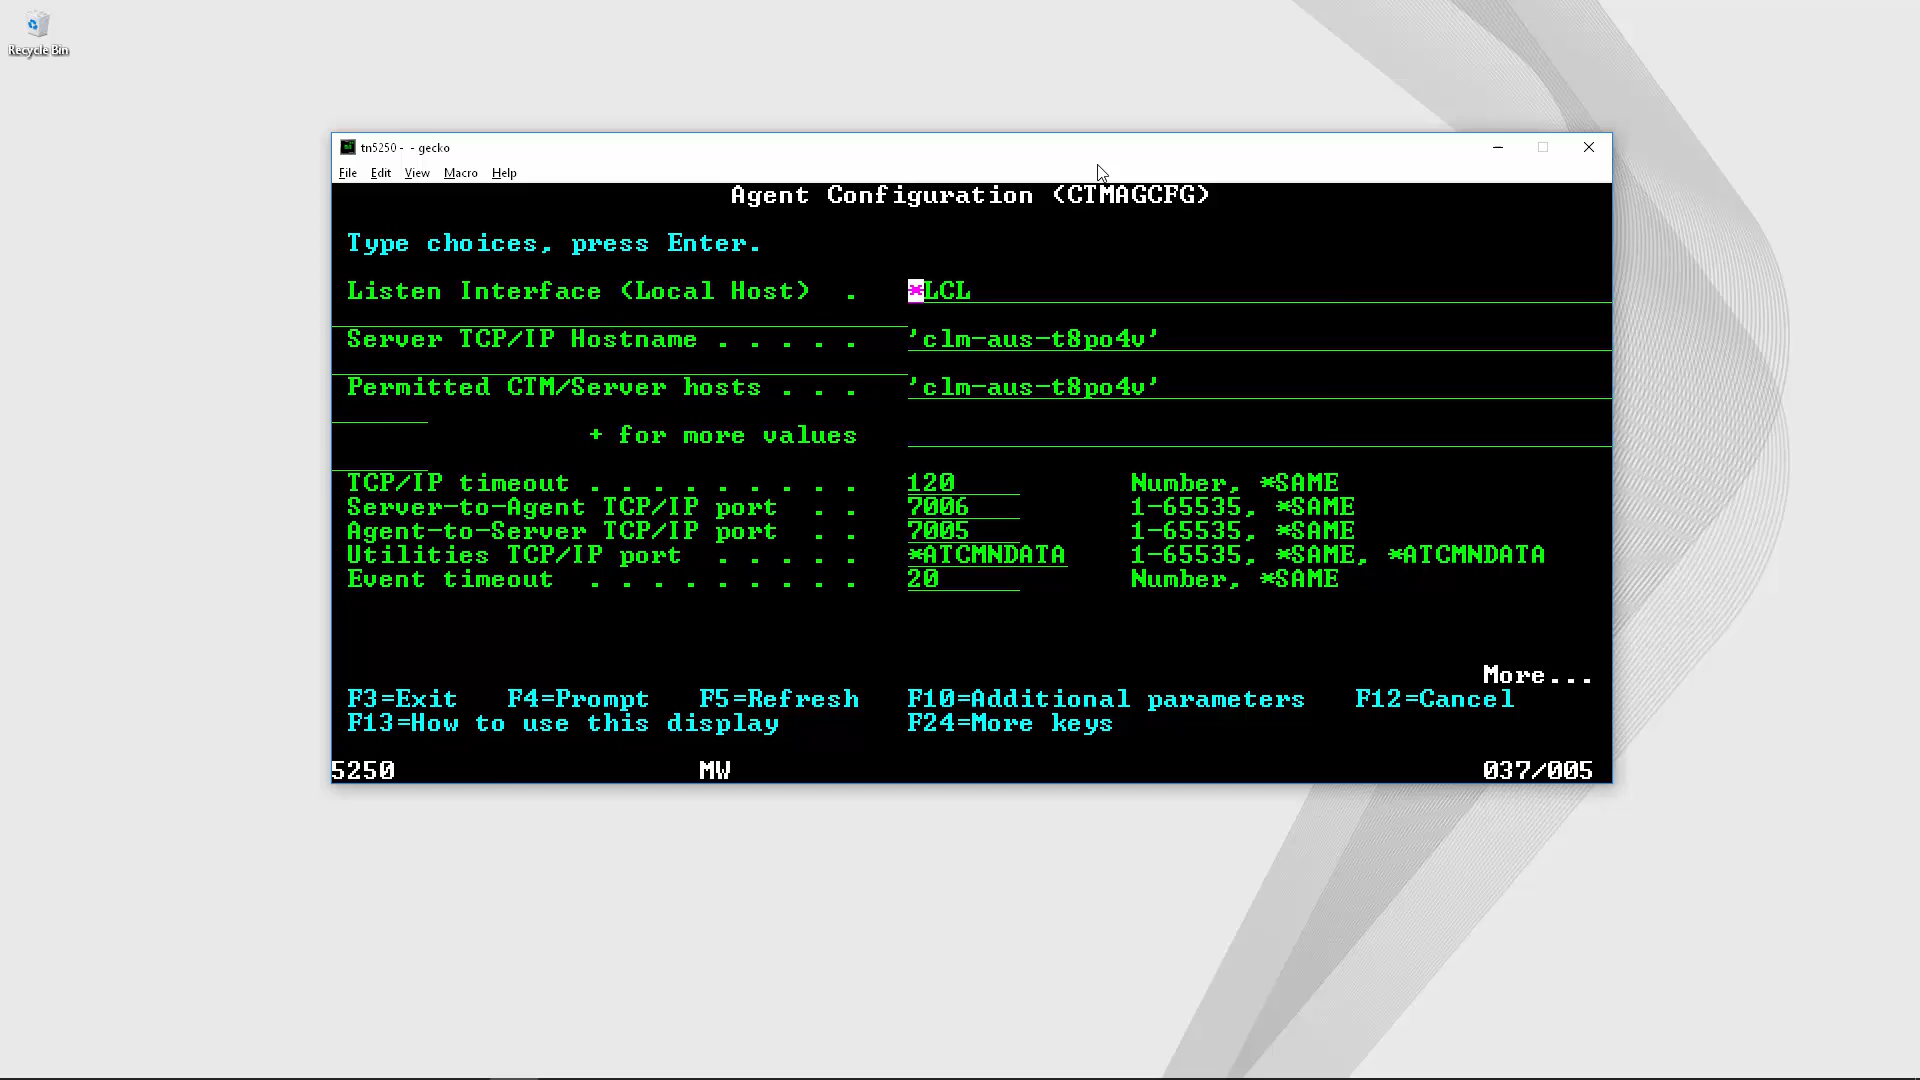 Recycle Bin
tn5250 - - gecko
File Edit View Macro Help
Agent Configuration (CTMAGCFG)
Type choices, press Enter.
Listen Interface (Local Host) . *LCL
Server TCP/IP Hostname . . . . . 'clm-aus-t8po4v'
Permitted CTM/Server hosts . . . 'clm-aus-t8po4v'
+ for more values
TCP/IP timeout . . . . . . . . . 120 Number, *SAME
Server-to-Agent TCP/IP port . . 7006 1-65535, *SAME
Agent-to-Server TCP/IP port . . 7005 1-65535, *SAME
Utilities TCP/IP port . . . . . *ATCMNDATA 1-65535, *SAME, *ATCMNDATA
Event timeout . . . . . . . . . 20 Number, *SAME
More...
F3=Exit F4=Prompt F5=Refresh F10=Additional parameters F12=Cancel
F13=How to use this display F24=More keys
5250 MW 037/005